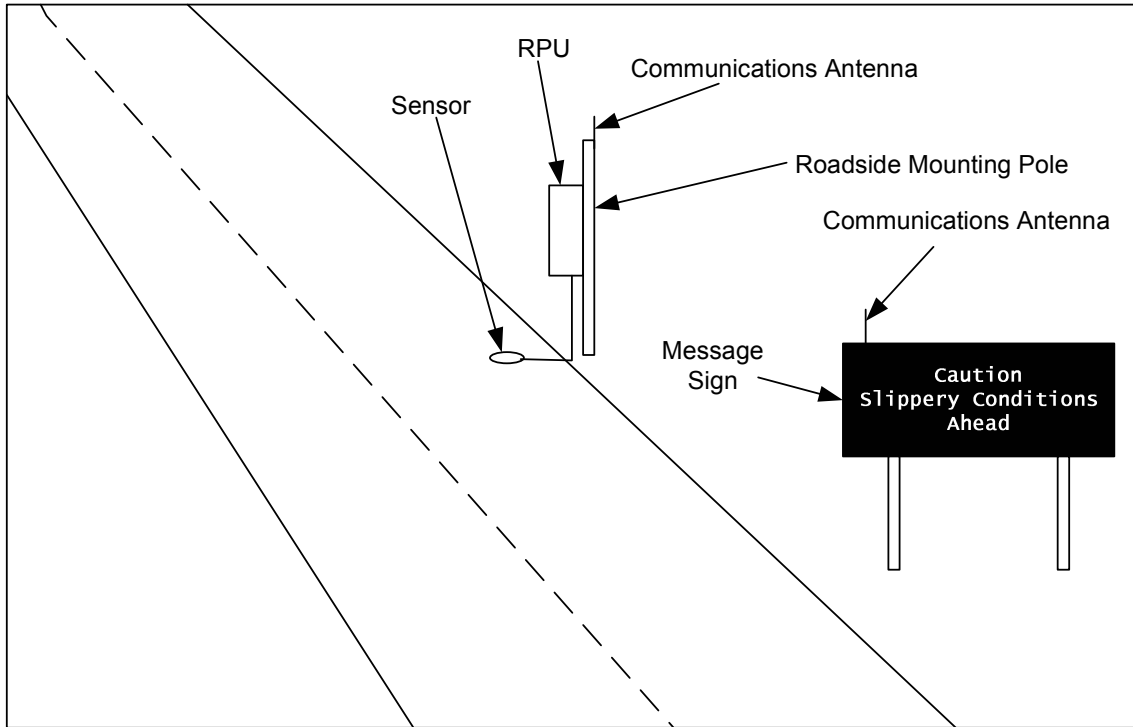 RPU
Communications Antenna
Sensor
Roadside Mounting Pole
Communications Antenna
Message
Sign
Caution
Slippery Conditions
Ahead